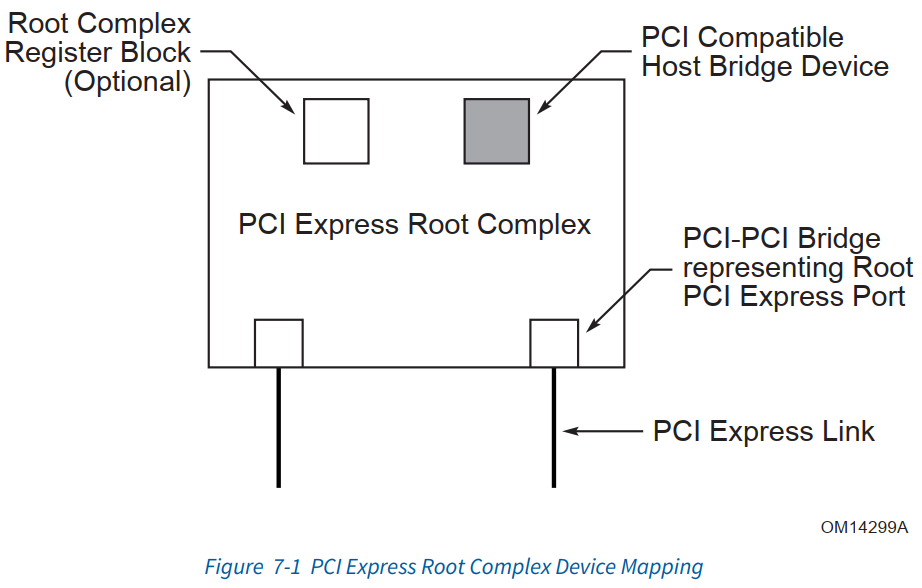 Root Complex
Register Block
(Optional)
PCI Compatible
Host Bridge Device
PCI Express Root Complex
PCI-PCI Bridge
representing Root
PCI Express Port
PCI Express Link
OM14299A
Figure 7-1 PCI Express Root Complex Device Mapping